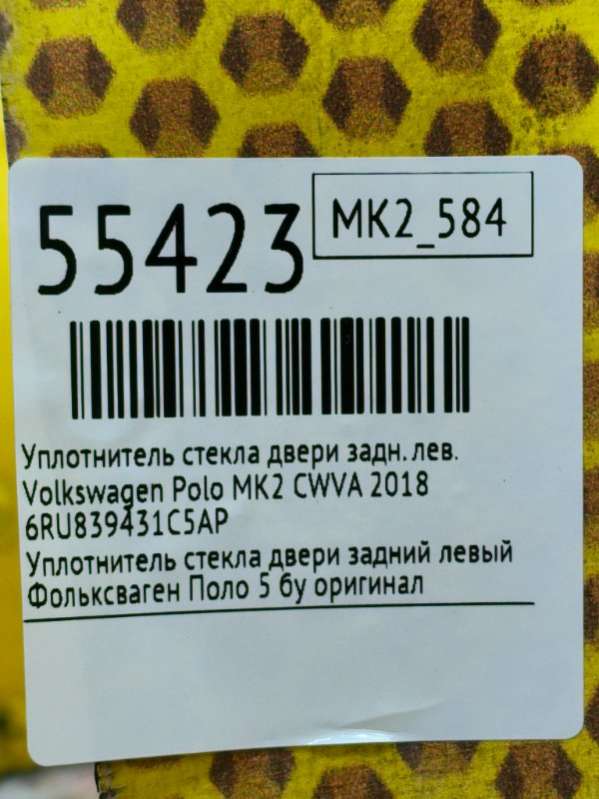 55423
MK2_584
Уплотнитель стекла двери задн. лев.
Volkswagen Polo MK2 CWVA 2018
6RU839431C5AP
Уплотнитель стекла двери задний левый
Фольксваген Поло 5 бу оригинал